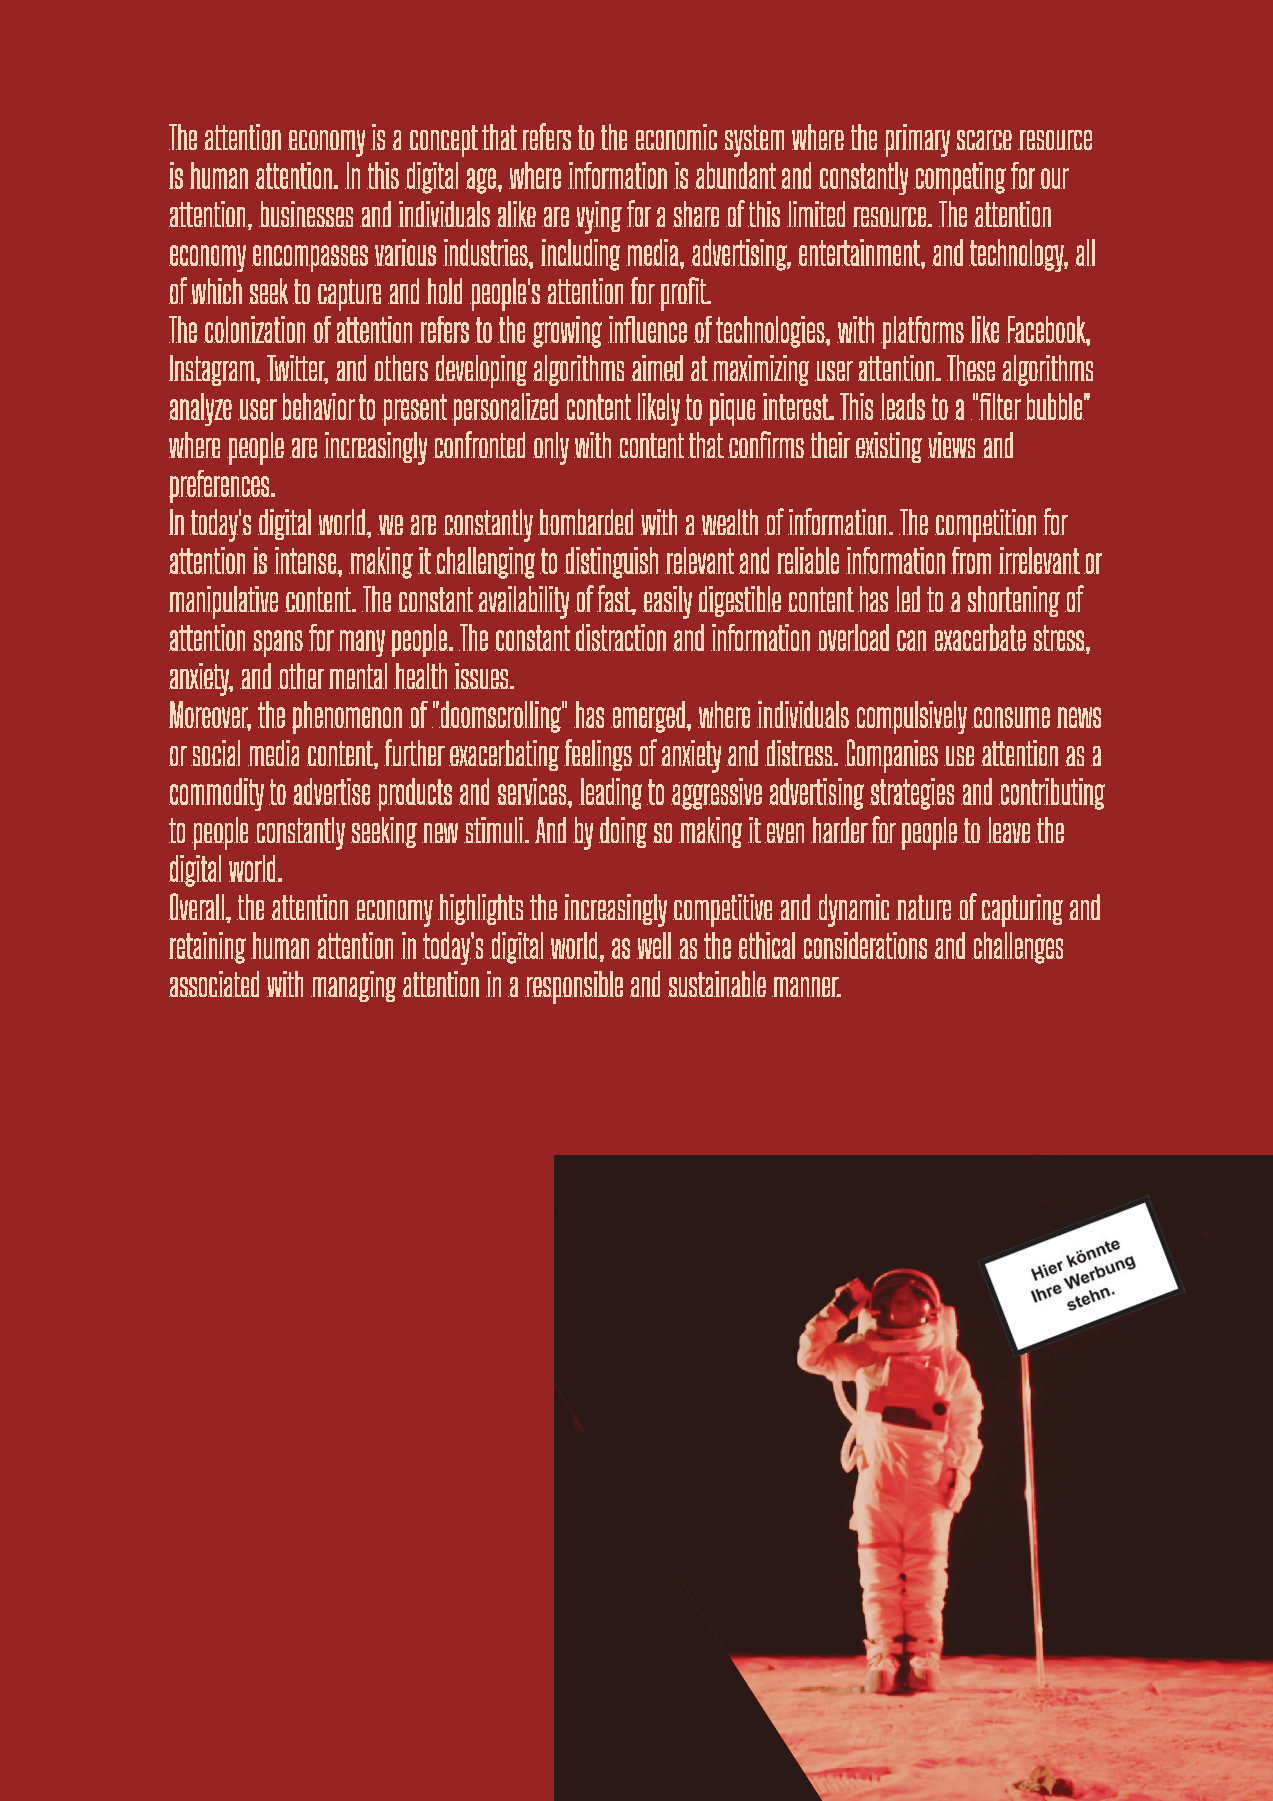 The attention economy is a concept that refers to the economic system where the primary scarce resource
is human attention. In this digital age, where information is abundant and constantly competing for our
attention, businesses and individuals alike are vying for a share of this limited resource. The attention
economy encompasses various industries, including media, advertising, entertainment, and technology, all
of which seek to capture and hold people's attention for profit.
The colonization of attention refers to the growing influence of technologies, with platforms like Facebook,
Instagram, Twitter, and others developing algorithms aimed at maximizing user attention. These algorithms
analyze user behavior to present personalized content likely to pique interest. This leads to a "filter bubble"
where people are increasingly confronted only with content that confirms their existing views and
preferences.
In today's digital world, we are constantly bombarded with a wealth of information. The competition for
attention is intense, making it challenging to distinguish relevant and reliable information from irrelevant or
manipulative content. The constant availability of fast, easily digestible content has led to a shortening of
attention spans for many people. The constant distraction and information overload can exacerbate stress,
anxiety, and other mental health issues.
Moreover, the phenomenon of "doomscrolling" has emerged, where individuals compulsively consume news
or social media content, further exacerbating feelings of anxiety and distress. Companies use attention as a
commodity to advertise products and services, leading to aggressive advertising strategies and contributing
to people constantly seeking new stimuli. And by doing so making it even harder for people to leave the
digital world.
Overall, the attention economy highlights the increasingly competitive and dynamic nature of capturing and
retaining human attention in today's digital world, as well as the ethical considerations and challenges
associated with managing attention in a responsible and sustainable manner.
Hier könnte
Ihre Werbung
stehn.